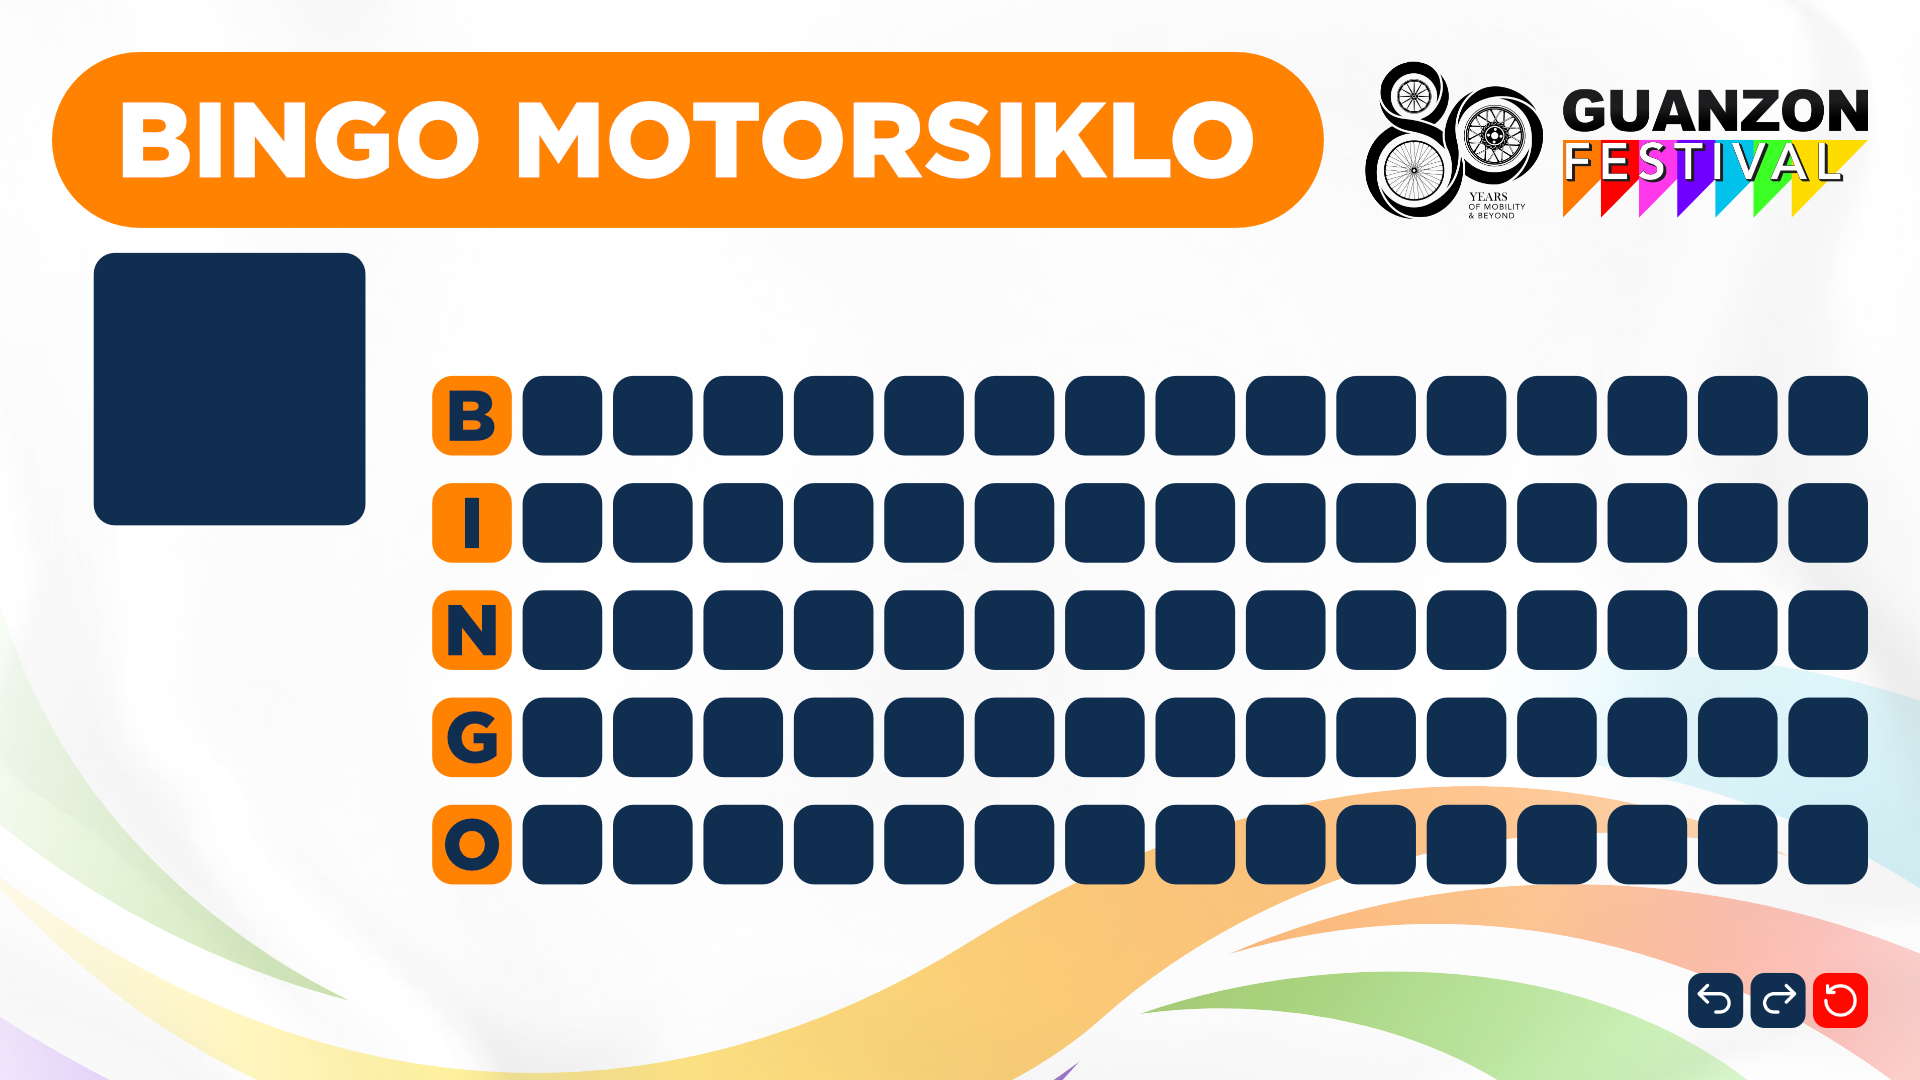 BINGO MOTORSIKLO
80
YEARS
OF MOBILITY
& BEYOND
GUANZON
FESTIVAL
B
I
N
G
O